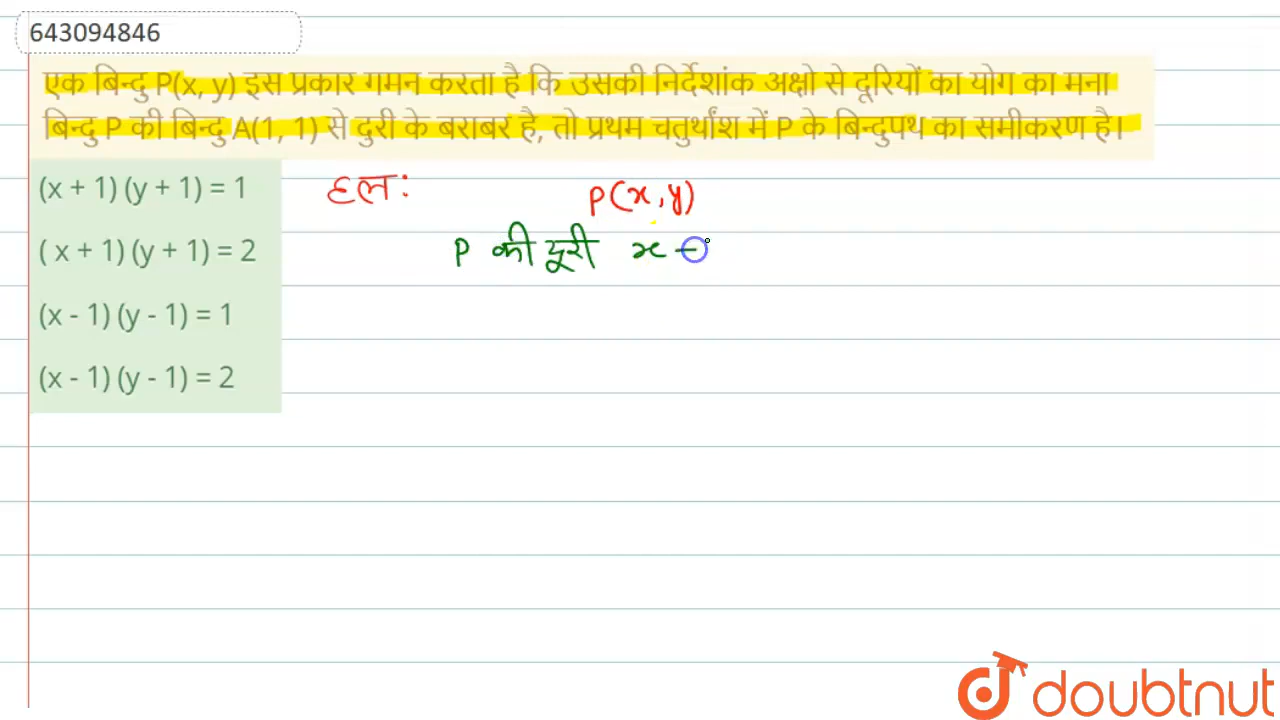 643094846
एक बिन्दु P(x, y) इस प्रकार गमन करता है कि उसकी निर्देशांक अक्षो से दूरियों का योग का मना
बिन्दु P की बिन्दु A(1, 1) से दुरी के बराबर है, तो प्रथम चतुर्थांश में P के बिन्दुपथ का समीकरण है।
(x + 1) (y + 1) = 1
( x + 1) (y + 1) = 2
(x - 1) (y - 1) = 1
(x - 1) (y - 1) = 2
हल:
P(x, y)
P की दूरी x -
doubtnut